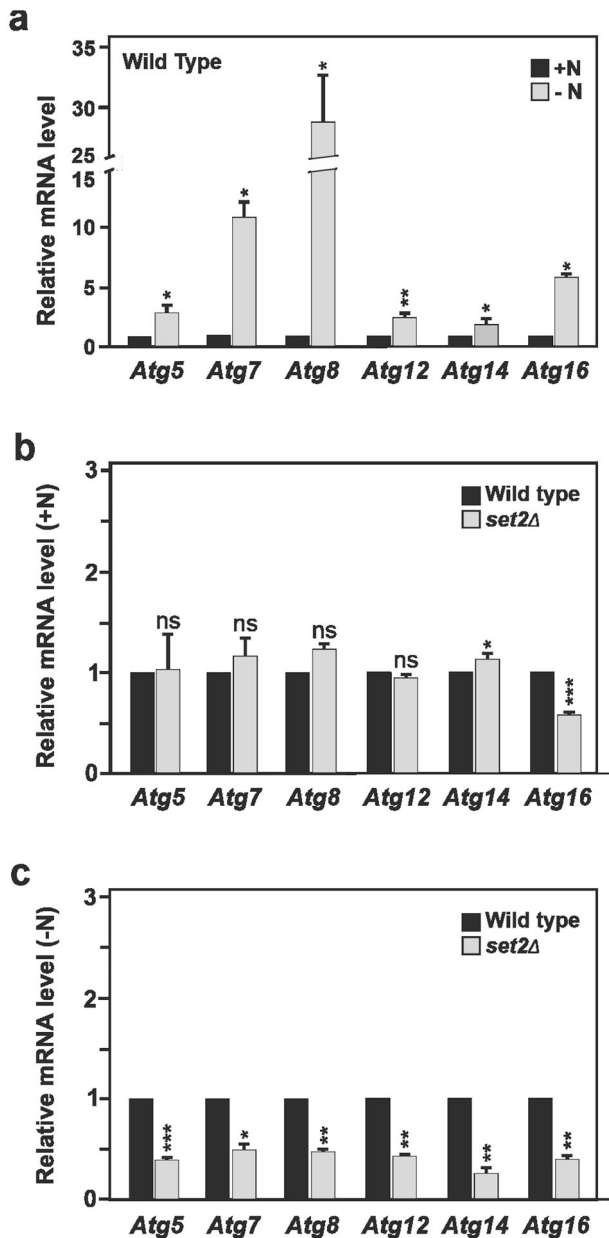 a
Relative mRNA level
35
30
25
15
10
5
0
Wild Type
+N
- N
*
*
*
**
*
*
Atg5 Atg7 Atg8 Atg12 Atg14 Atg16
b
Relative mRNA level (+N)
3
2
1
0
Wild type
set2Δ
ns ns ns ns * ***
Atg5 Atg7 Atg8 Atg12 Atg14 Atg16
c
Relative mRNA level (-N)
3
2
1
0
Wild type
set2Δ
*** * ** ** ** **
Atg5 Atg7 Atg8 Atg12 Atg14 Atg16